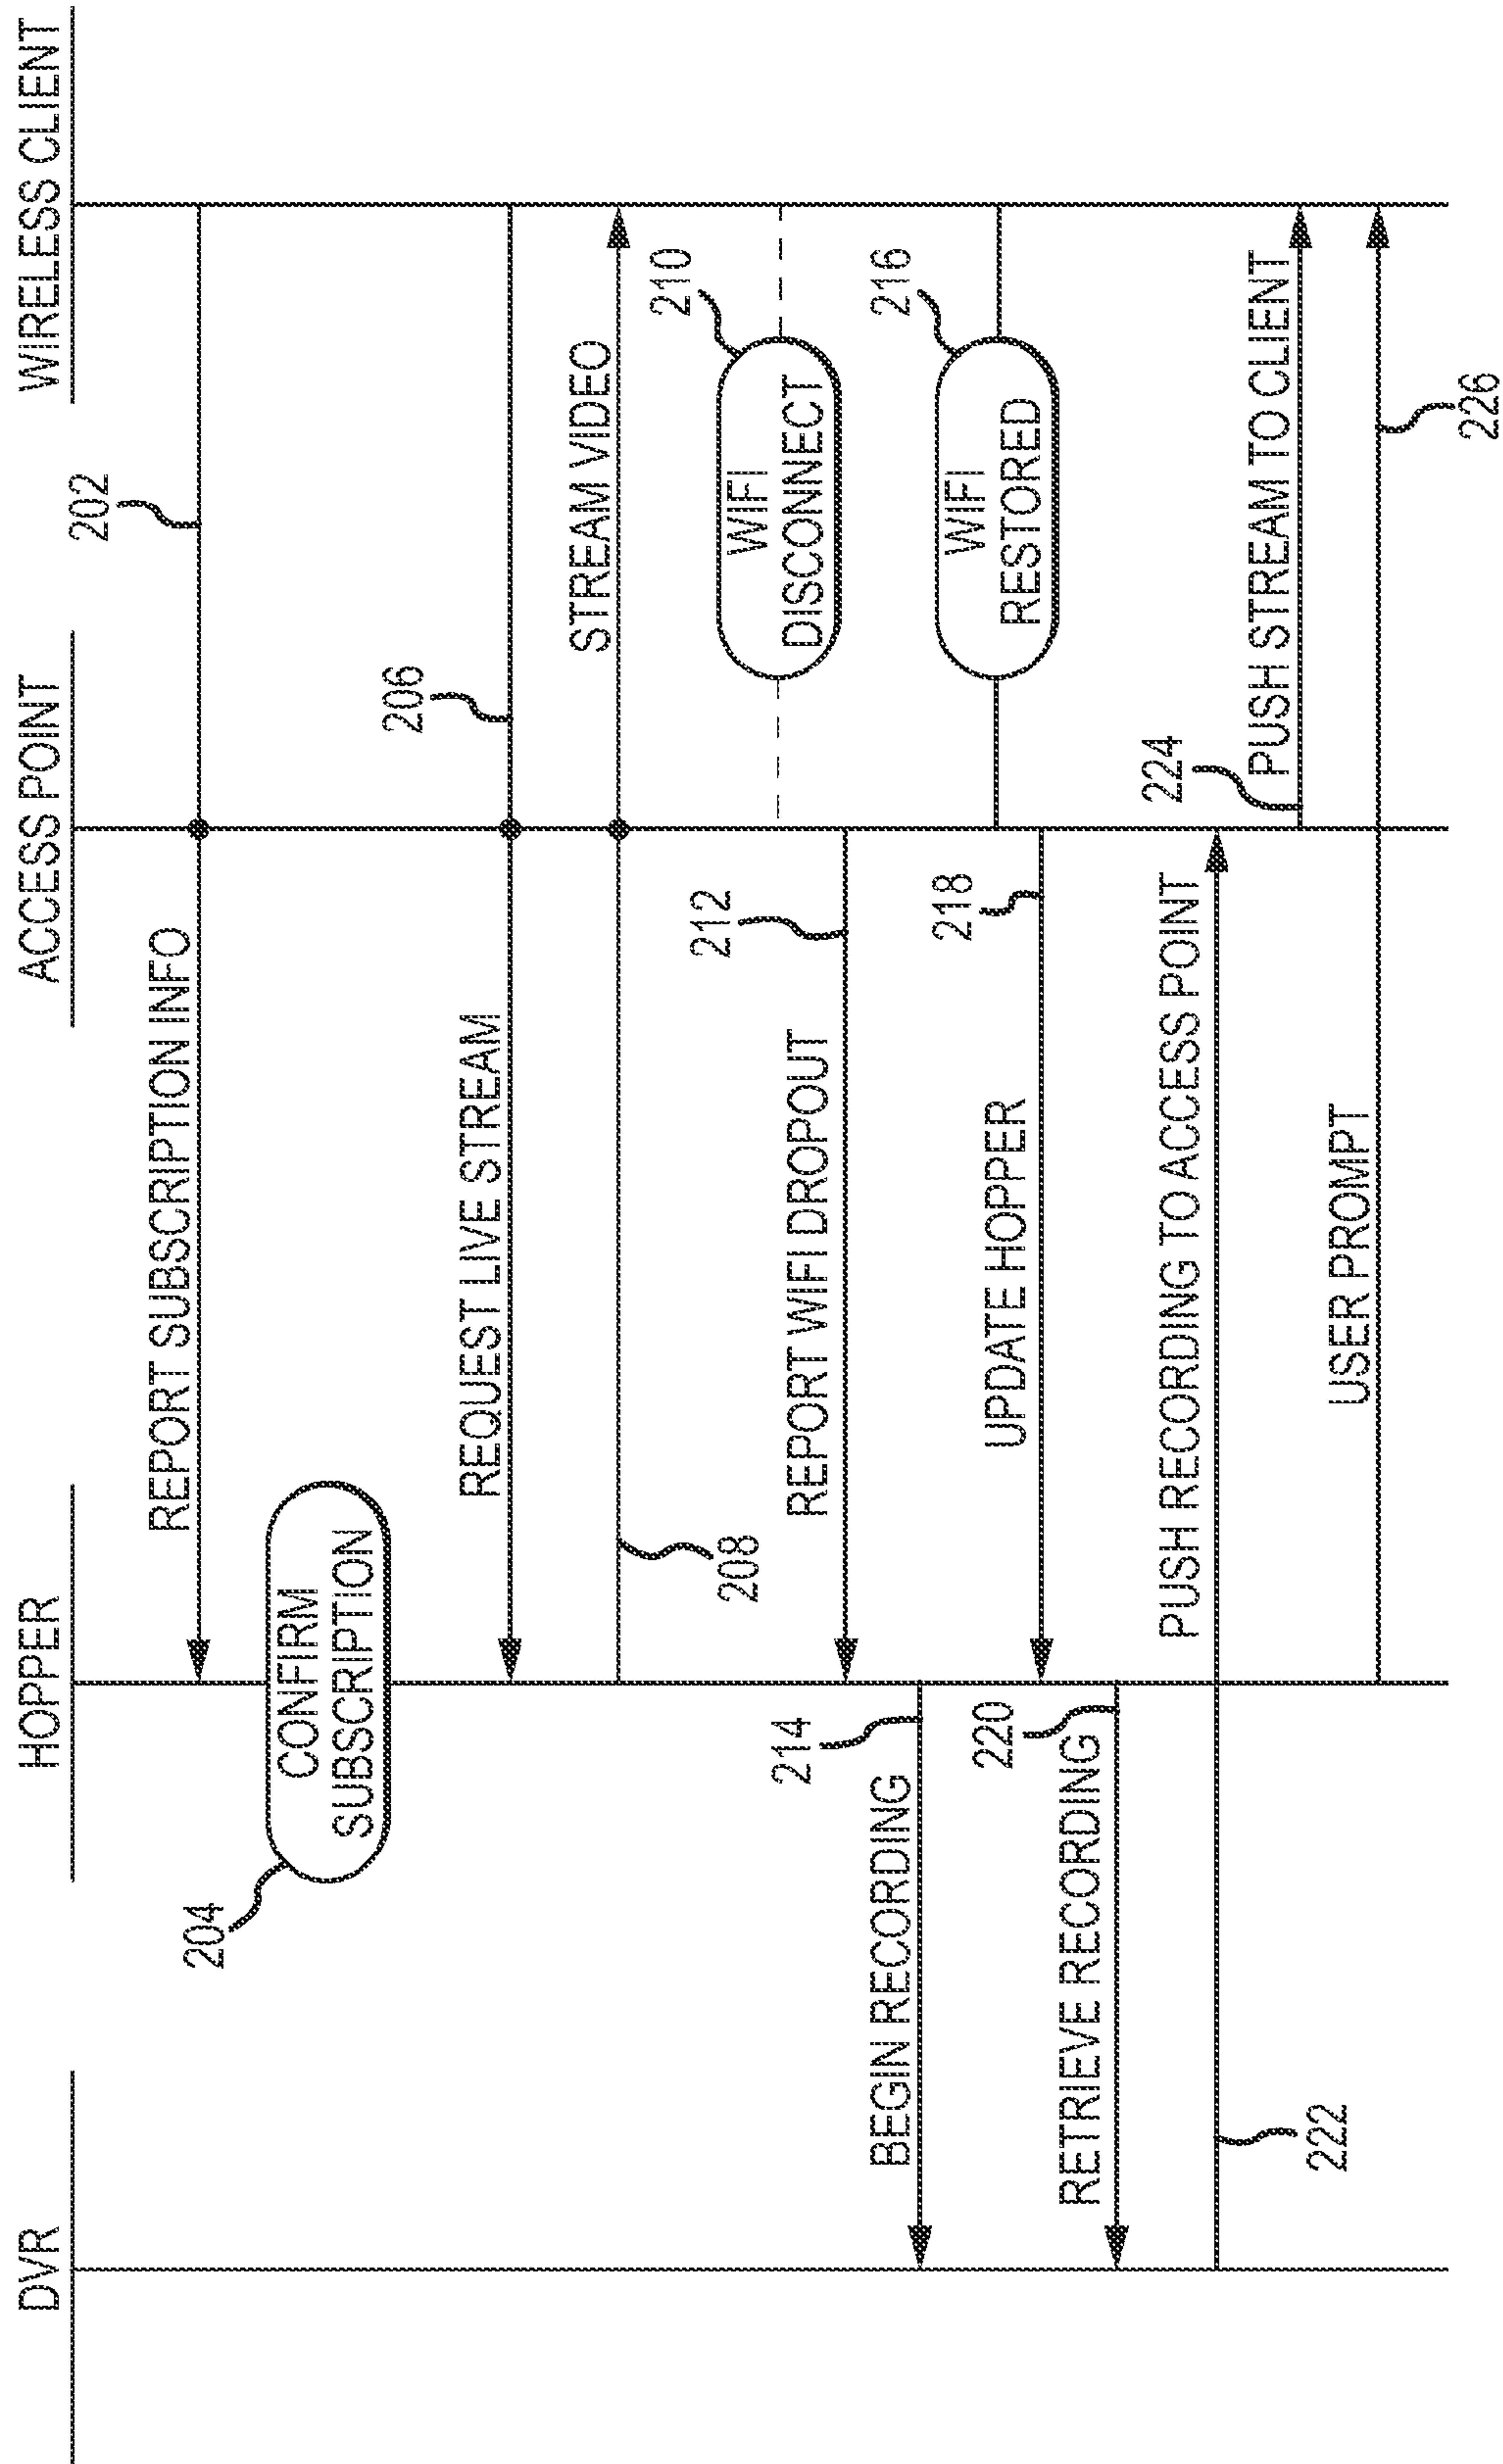 DVR
HOPPER
ACCESS POINT
WIRELESS CLIENT
202
REPORT SUBSCRIPTION INFO
204
CONFIRM
SUBSCRIPTION
206
REQUEST LIVE STREAM
STREAM VIDEO
208
210
WIFI
DISCONNECT
212
REPORT WIFI DROPOUT
214
BEGIN RECORDING
216
WIFI
RESTORED
218
UPDATE HOPPER
220
RETRIEVE RECORDING
PUSH RECORDING TO ACCESS POINT
222
224
PUSH STREAM TO CLIENT
USER PROMPT
226